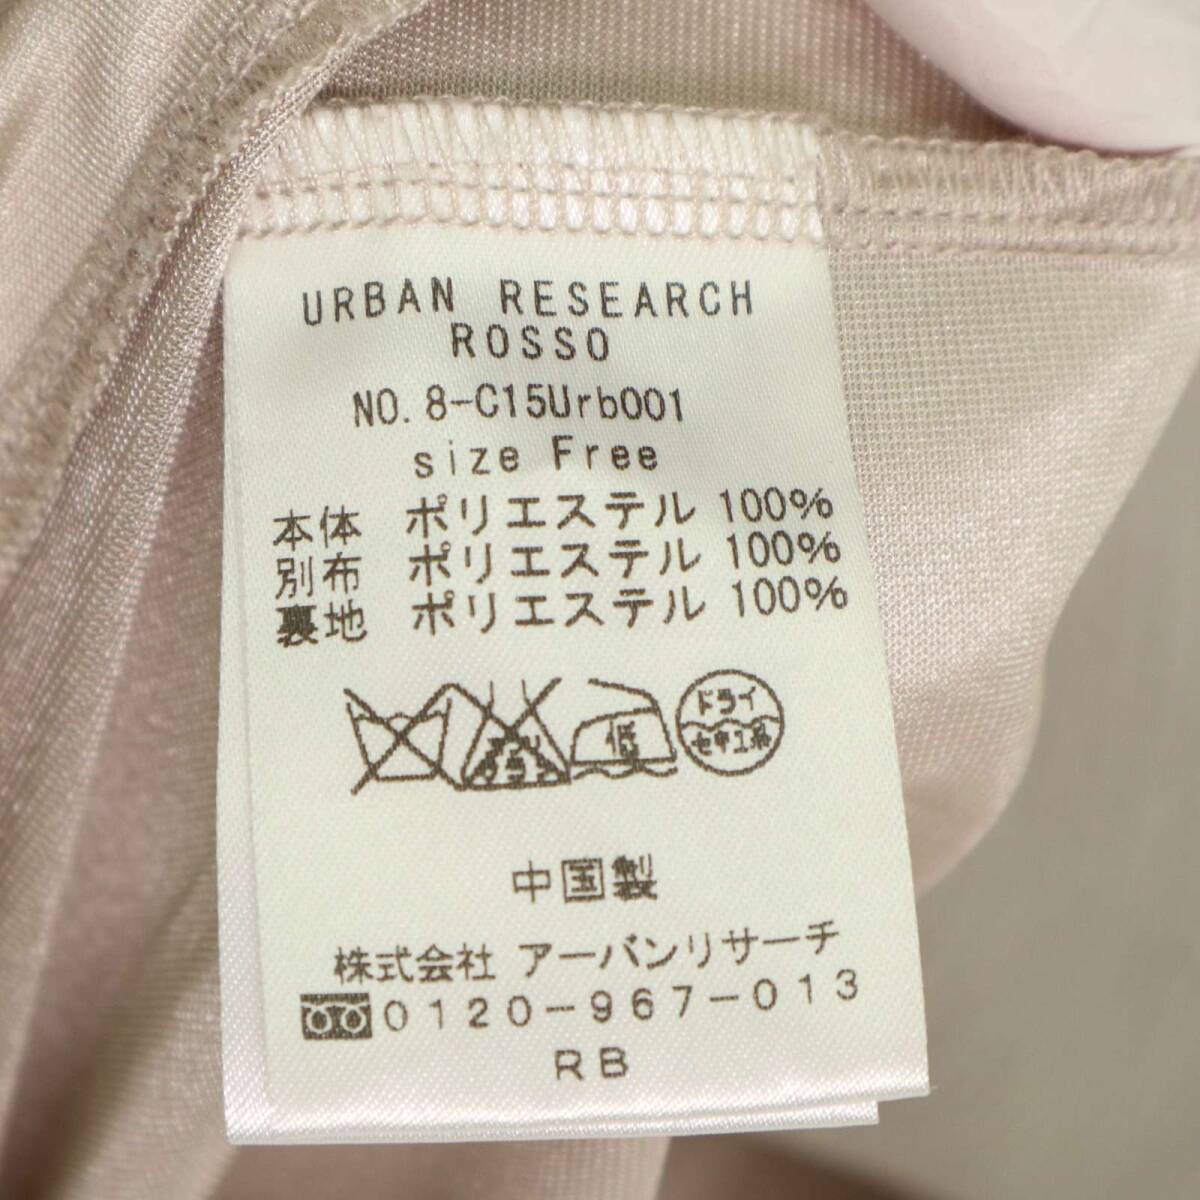 URBAN RESEARCH
ROSSO
NO. 8-C15Urb001
size Free
本体 ポリエステル 100%
別布 ポリエステル 100%
裏地 ポリエステル 100%
低
ドライ
中国製
株式会社 アーバンリサーチ
0120-967-013
RB